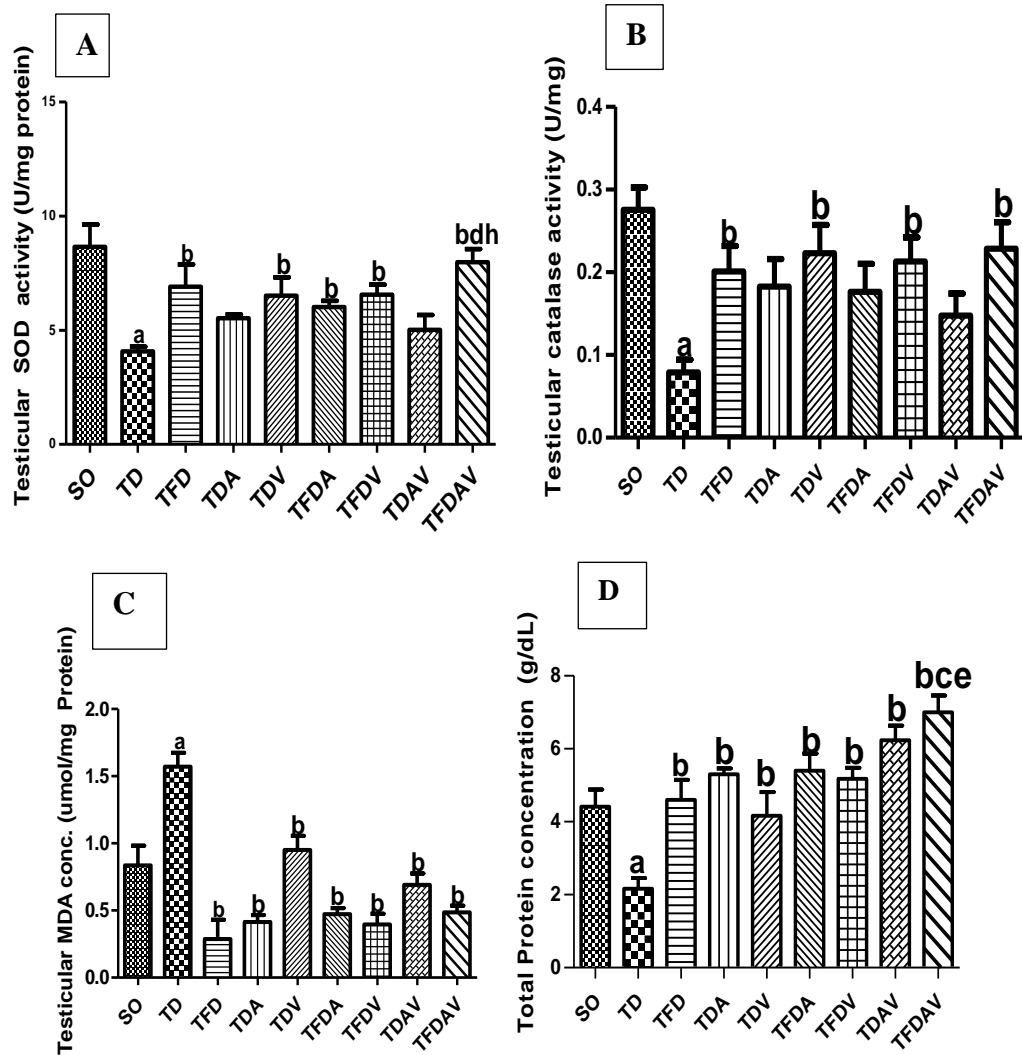 A
Testicular SOD activity (U/mg protein)
15
10
5
0
a
b
b
b
b
bdh
SO
TD
TFD
TDA
TDV
TFDA
TFDV
TDAV
TFDAV
B
Testicular catalase activity (U/mg)
0.4
0.3
0.2
0.1
0.0
a
b
b
b
b
SO
TD
TFD
TDA
TDV
TFDA
TFDV
TDAV
TFDAV
C
Testicular MDA conc. (umol/mg Protein)
2.0
1.5
1.0
0.5
0.0
a
b
b
b
b
b
b
b
SO
TD
TFD
TDA
TDV
TFDA
TFDV
TDAV
TFDAV
D
Total Protein concentration (g/dL)
8
6
4
2
0
a
b
b
b
b
b
b
bce
SO
TD
TFD
TDA
TDV
TFDA
TFDV
TDAV
TFDAV